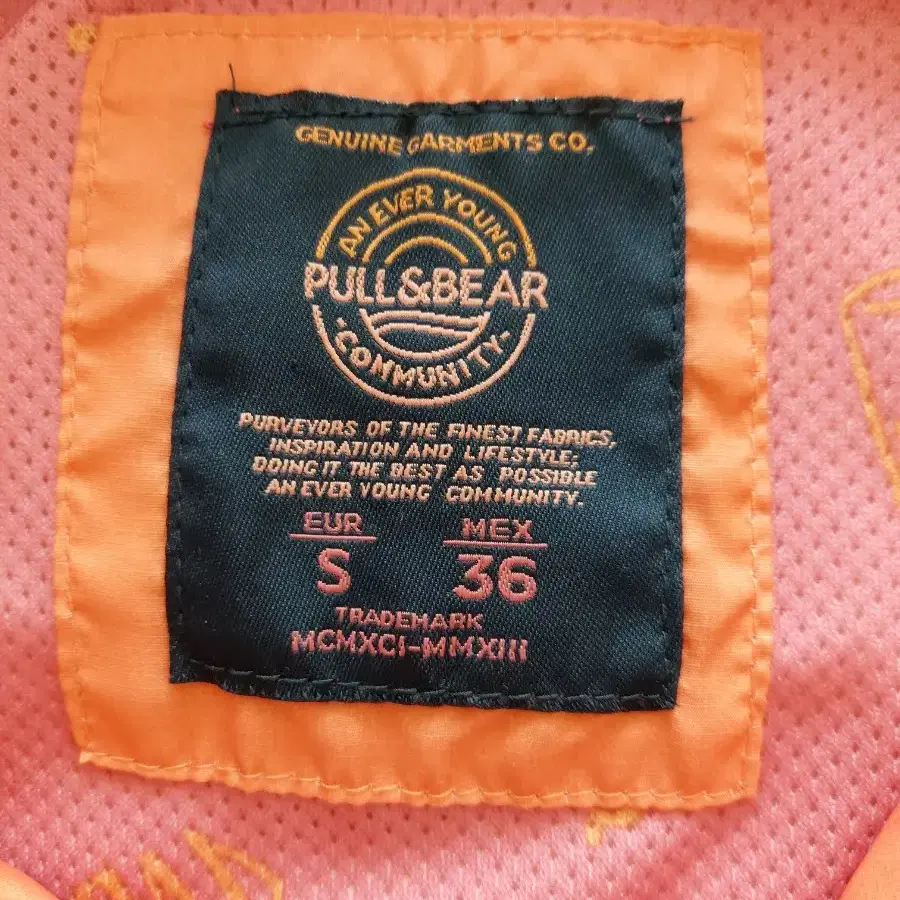 GENUINE GARMENTS CO.
AN EVER YOUNG
PULL&BEAR
·COMMUNITY·
PURVEYORS OF THE FINEST FABRICS,
INSPIRATION AND LIFESTYLE;
DOING IT THE BEST AS POSSIBLE
AN EVER YOUNG COMMUNITY.
EUR MEX
S 36
TRADEMARK
MCMXCI-MMXIII